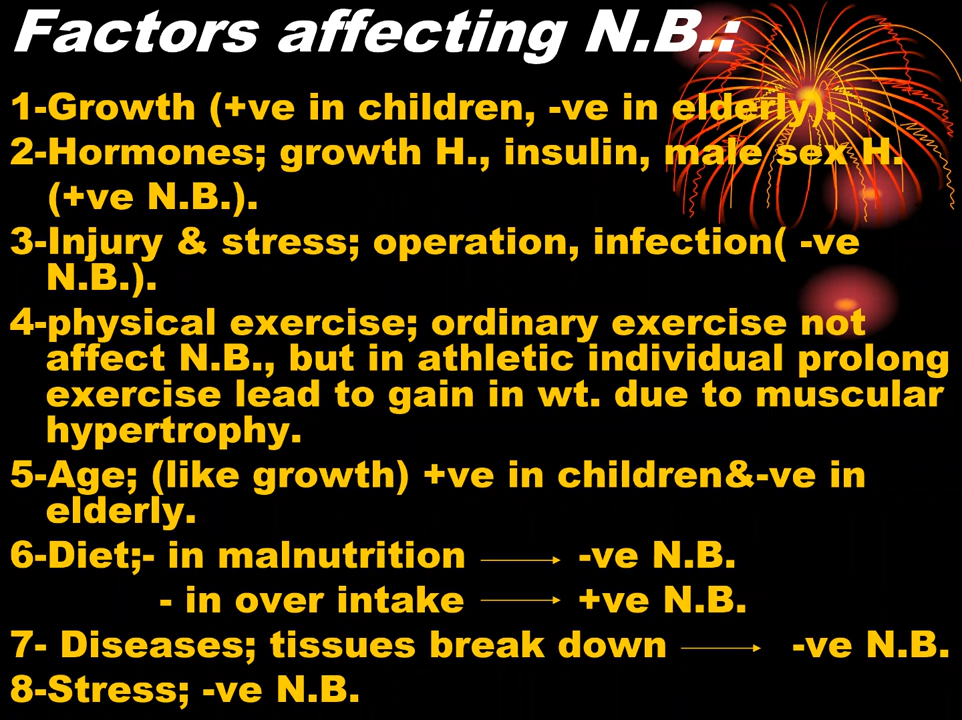 Factors affecting N.B.:
1-Growth (+ve in children, -ve in elderly).
2-Hormones; growth H., insulin, male sex H.
(+ve N.B.).
3-Injury & stress; operation, infection( -ve
N.B.).
4-physical exercise; ordinary exercise not
affect N.B., but in athletic individual prolong
exercise lead to gain in wt. due to muscular
hypertrophy.
5-Age; (like growth) +ve in children&-ve in
elderly.
6-Diet;- in malnutrition → -ve N.B.
- in over intake → +ve N.B.
7- Diseases; tissues break down → -ve N.B.
8-Stress; -ve N.B.